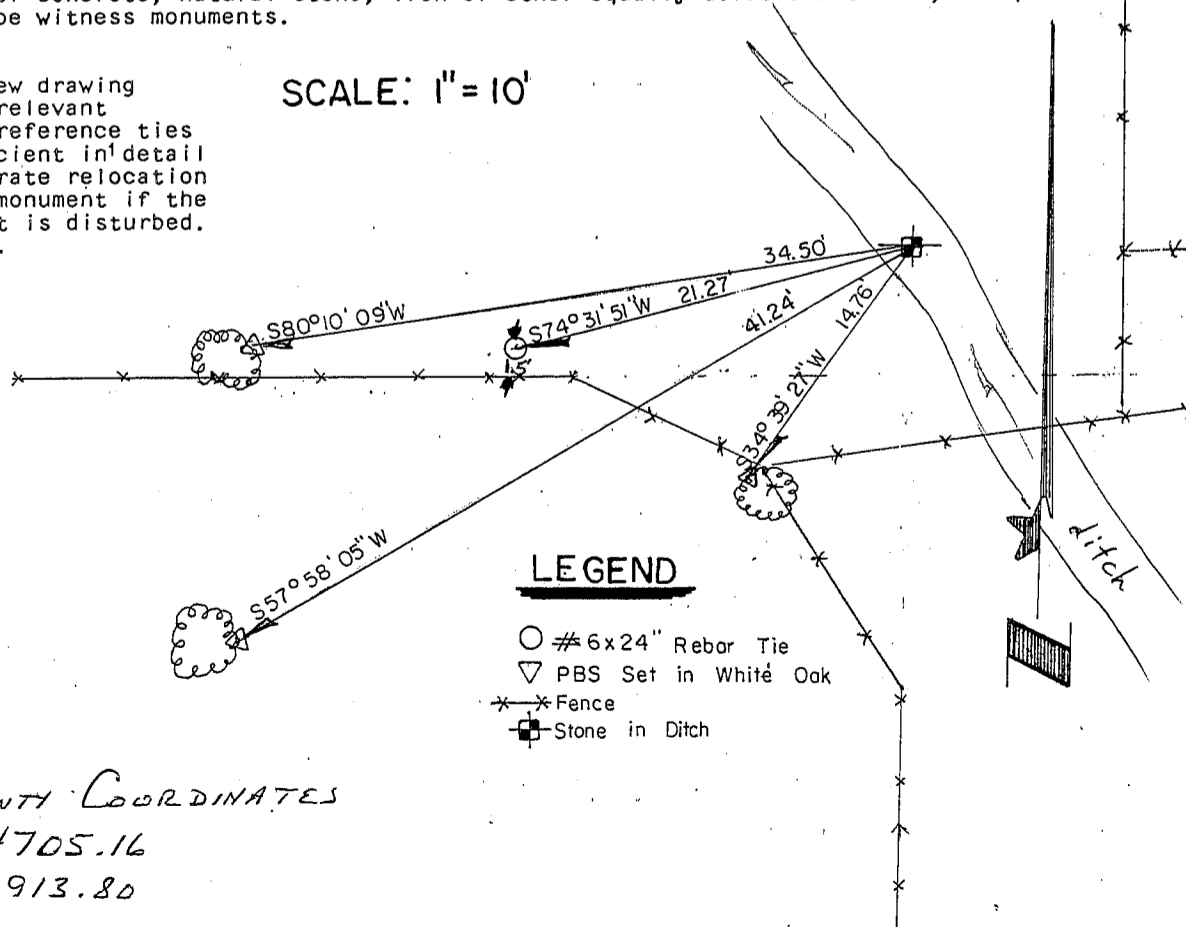 be witness monuments.
ew drawing
relevant
reference ties
cient in detail
rate relocation
monument if the
t is disturbed.
SCALE: 1" = 10'
34.50'
S80°10'09"W
21.27'
S74°31'51"W
41.24'
14.76'
S34°39'27"W
.5'
S57°58'05"W
ditch
LEGEND
#6x24" Rebar Tie
PBS Set in White Oak
Fence
Stone in Ditch
NTY COORDINATES
705.16
913.80